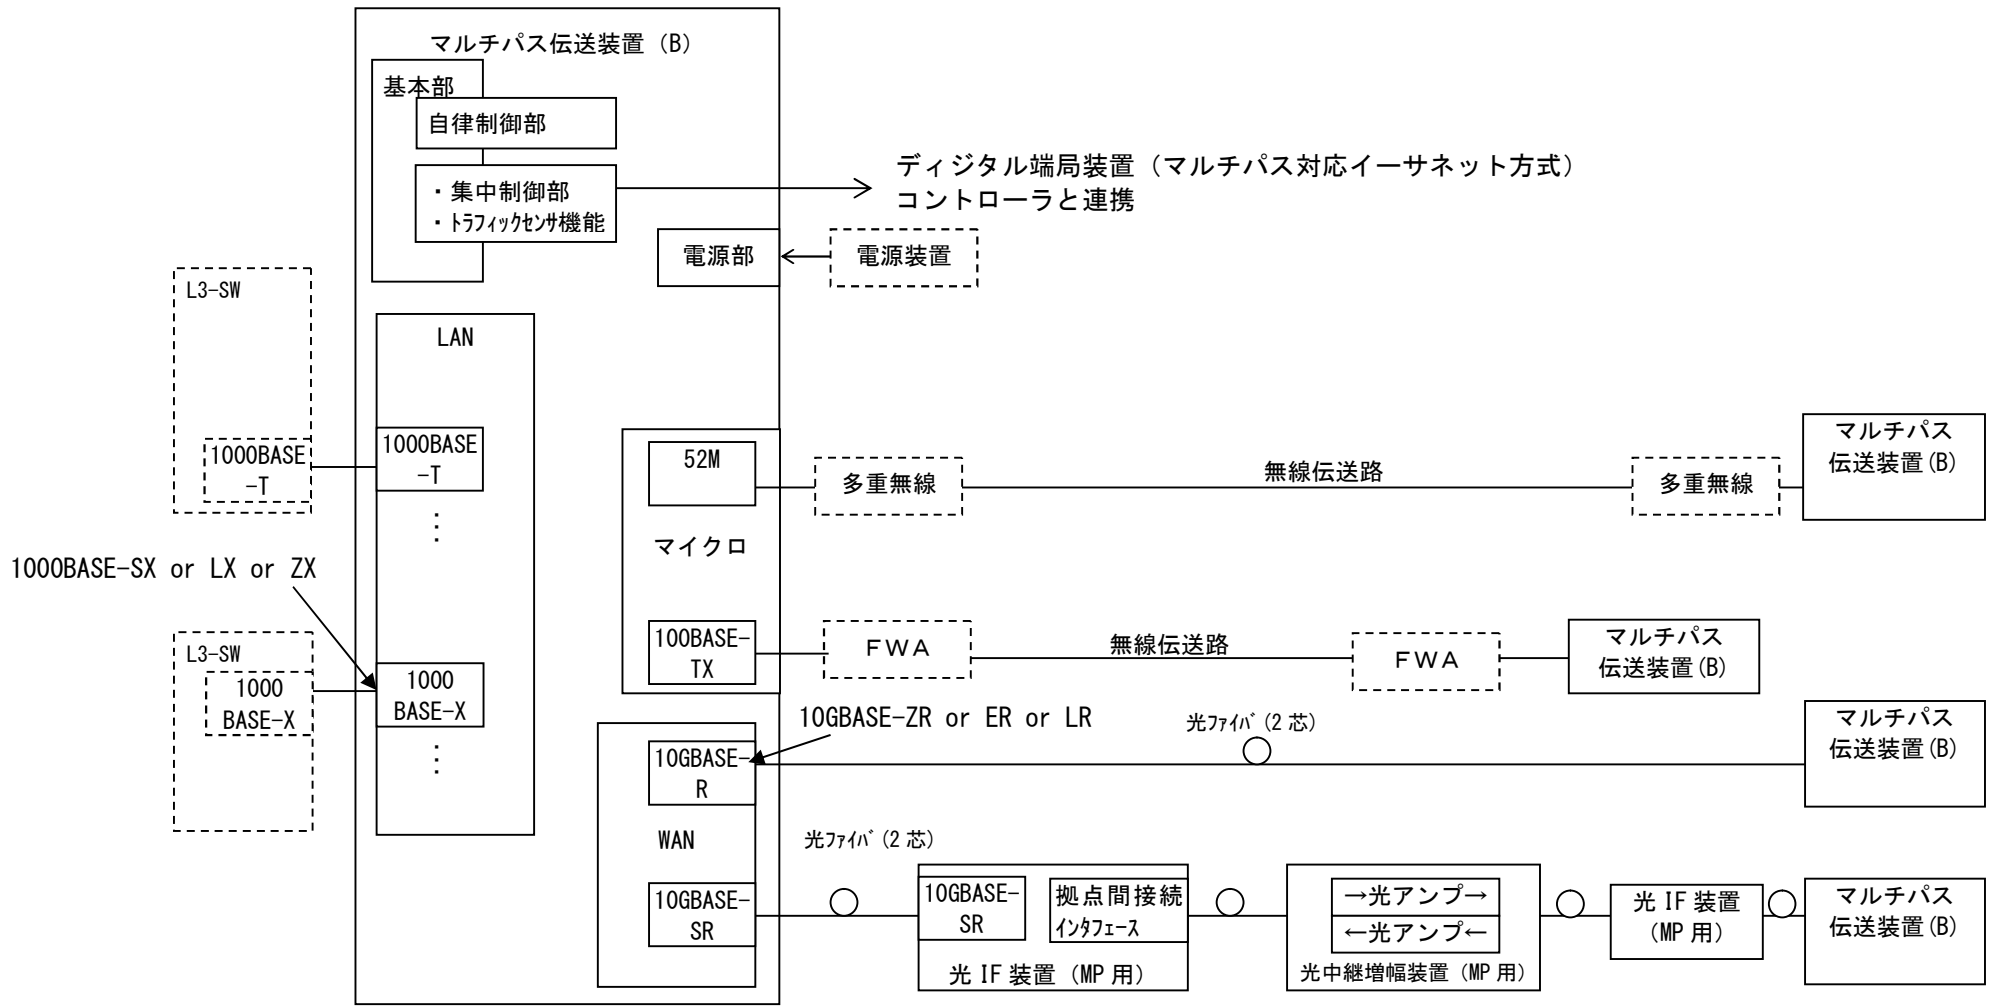 マルチパス伝送装置（B）
基本部
自律制御部
・集中制御部
・ﾄﾗﾌｨｯｸｾﾝｻ機能
ディジタル端局装置（マルチパス対応イーサネット方式）
コントローラと連携
電源部
電源装置
L3-SW
1000BASE
-T
LAN
1000BASE
-T
⋮
1000BASE-SX or LX or ZX
L3-SW
1000
BASE-X
1000
BASE-X
⋮
52M
マイクロ
100BASE-
TX
多重無線
無線伝送路
多重無線
マルチパス
伝送装置(B)
ＦＷＡ
無線伝送路
ＦＷＡ
マルチパス
伝送装置(B)
10GBASE-ZR or ER or LR
10GBASE-
R
光ﾌｧｲﾊﾞ(2芯)
マルチパス
伝送装置(B)
WAN
10GBASE-
SR
光ﾌｧｲﾊﾞ(2芯)
10GBASE-
SR
拠点間接続
ｲﾝﾀﾌｪｰｽ
光IF装置（MP用）
→光アンプ→
←光アンプ←
光中継増幅装置（MP用）
光IF装置
（MP用）
マルチパス
伝送装置(B)